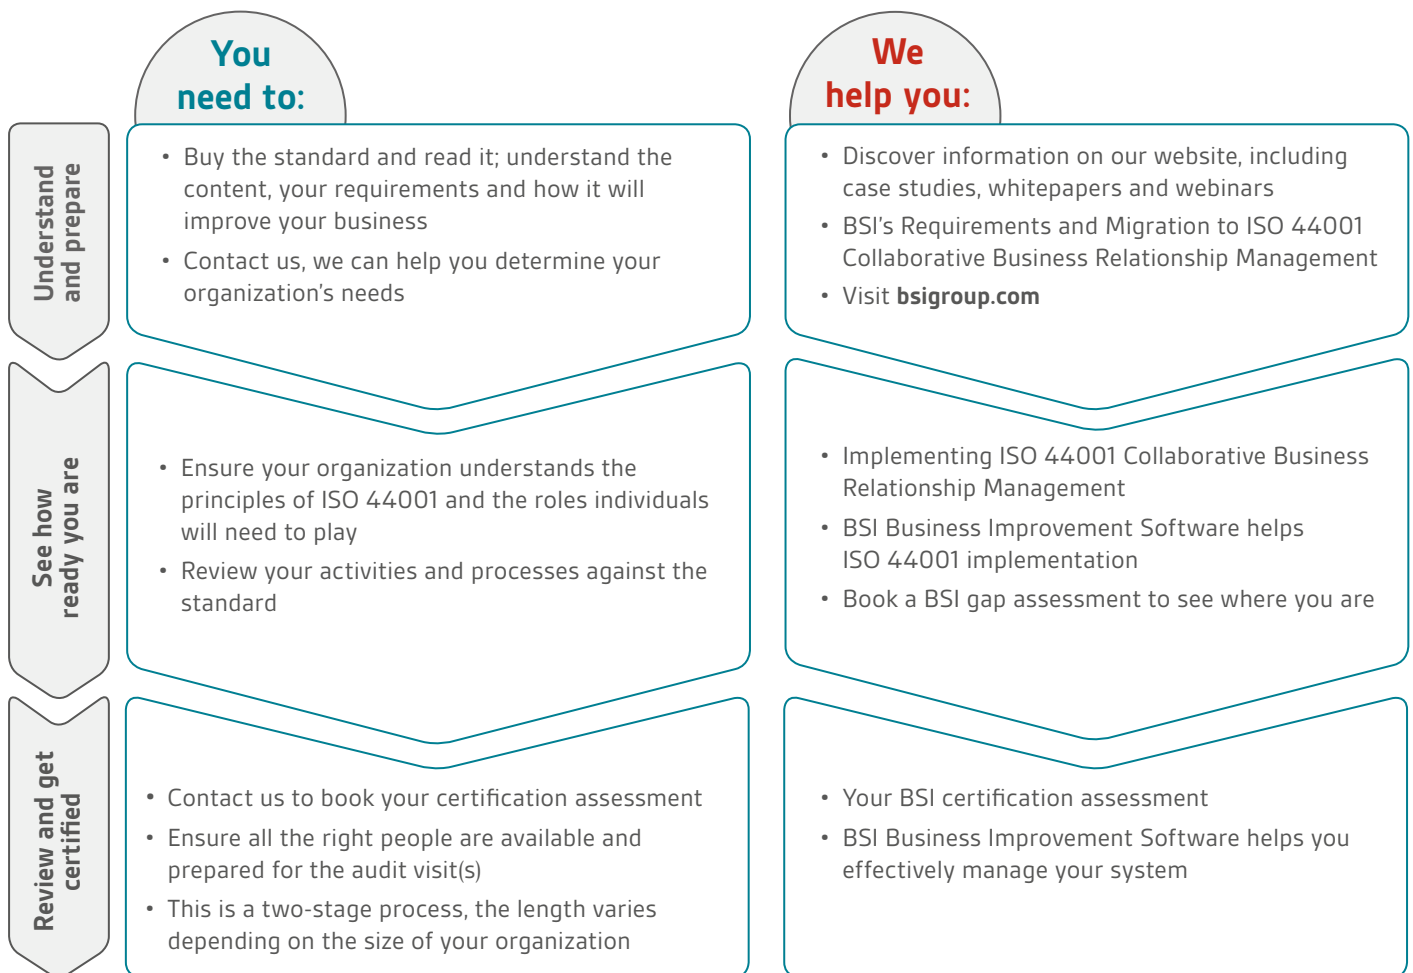 You
need to:
We
help you:
Understand
and prepare
• Buy the standard and read it; understand the
content, your requirements and how it will
improve your business
• Contact us, we can help you determine your
organization's needs
• Discover information on our website, including
case studies, whitepapers and webinars
• BSI's Requirements and Migration to ISO 44001
Collaborative Business Relationship Management
• Visit bsigroup.com
See how
ready you are
• Ensure your organization understands the
principles of ISO 44001 and the roles individuals
will need to play
• Review your activities and processes against the
standard
• Implementing ISO 44001 Collaborative Business
Relationship Management
• BSI Business Improvement Software helps
ISO 44001 implementation
• Book a BSI gap assessment to see where you are
Review and get
certified
• Contact us to book your certification assessment
• Ensure all the right people are available and
prepared for the audit visit(s)
• This is a two-stage process, the length varies
depending on the size of your organization
• Your BSI certification assessment
• BSI Business Improvement Software helps you
effectively manage your system